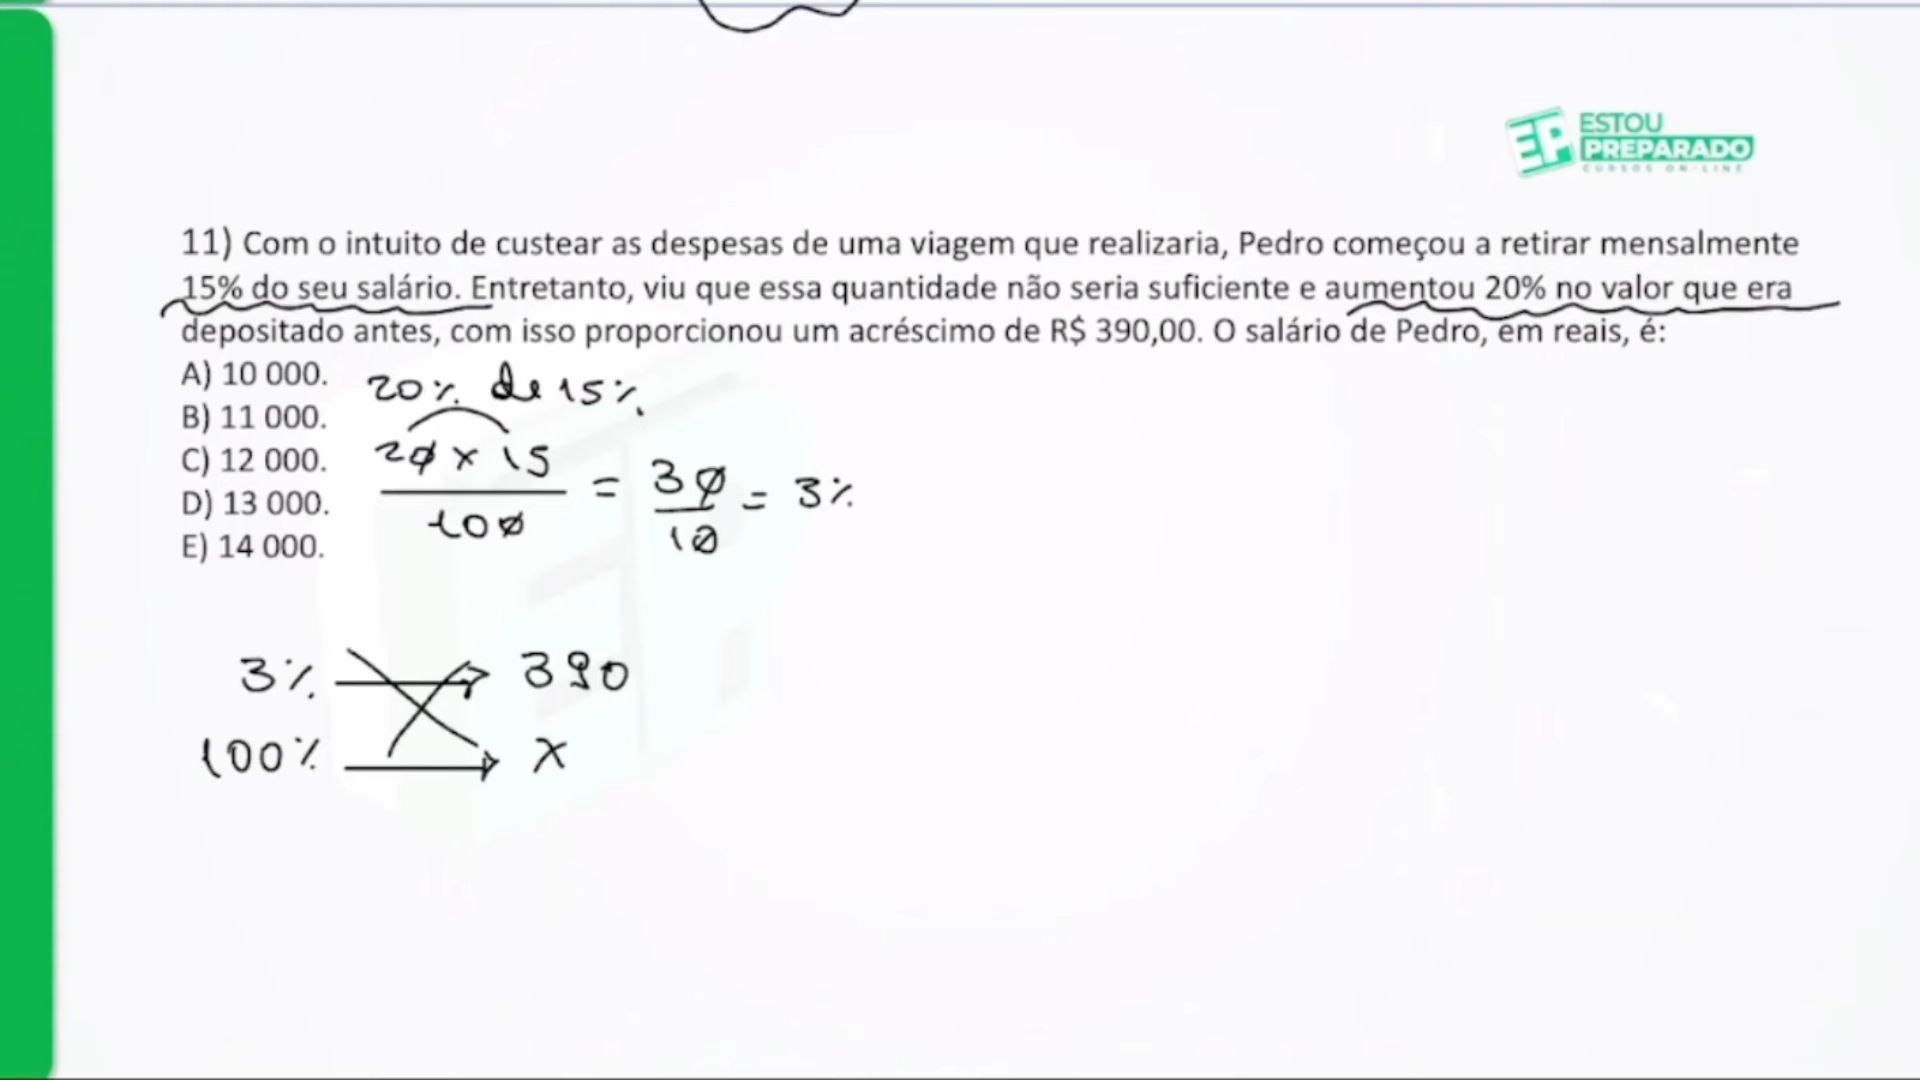 ESTOU
PREPARADO
CURSOS ON-LINE
11) Com o intuito de custear as despesas de uma viagem que realizaria, Pedro começou a retirar mensalmente
15% do seu salário. Entretanto, viu que essa quantidade não seria suficiente e aumentou 20% no valor que era
depositado antes, com isso proporcionou um acréscimo de R$ 390,00. O salário de Pedro, em reais, é:
A) 10 000.
B) 11 000.
C) 12 000.
D) 13 000.
E) 14 000.
20% de 15%
20 x 15 = 30 = 3%
100 10
3% 390
100% x